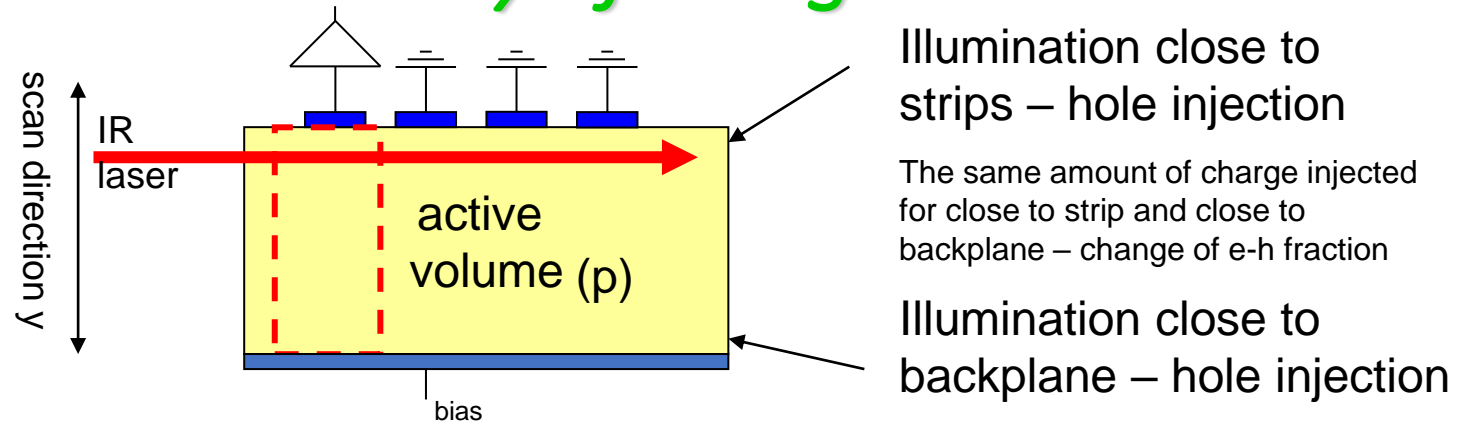 scan direction y
IR
laser
active
volume (p)
bias
Illumination close to
strips – hole injection
The same amount of charge injected
for close to strip and close to
backplane – change of e-h fraction
Illumination close to
backplane – hole injection